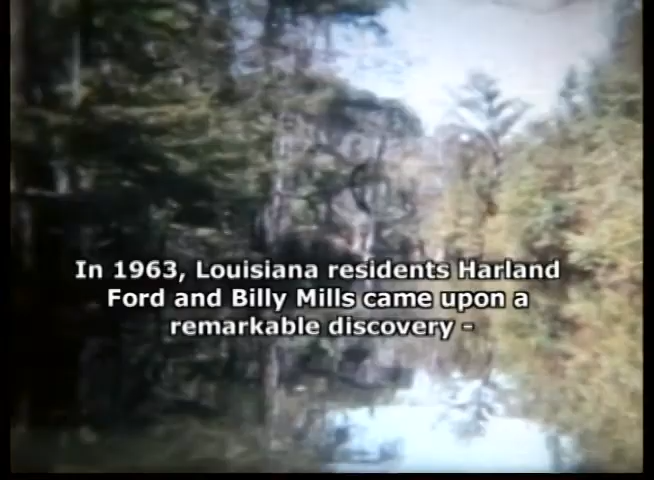 In 1963, Louisiana residents Harland
Ford and Billy Mills came upon a
remarkable discovery -